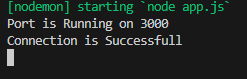 [nodemon] starting `node app.js`
Port is Running on 3000
Connection is Successfull